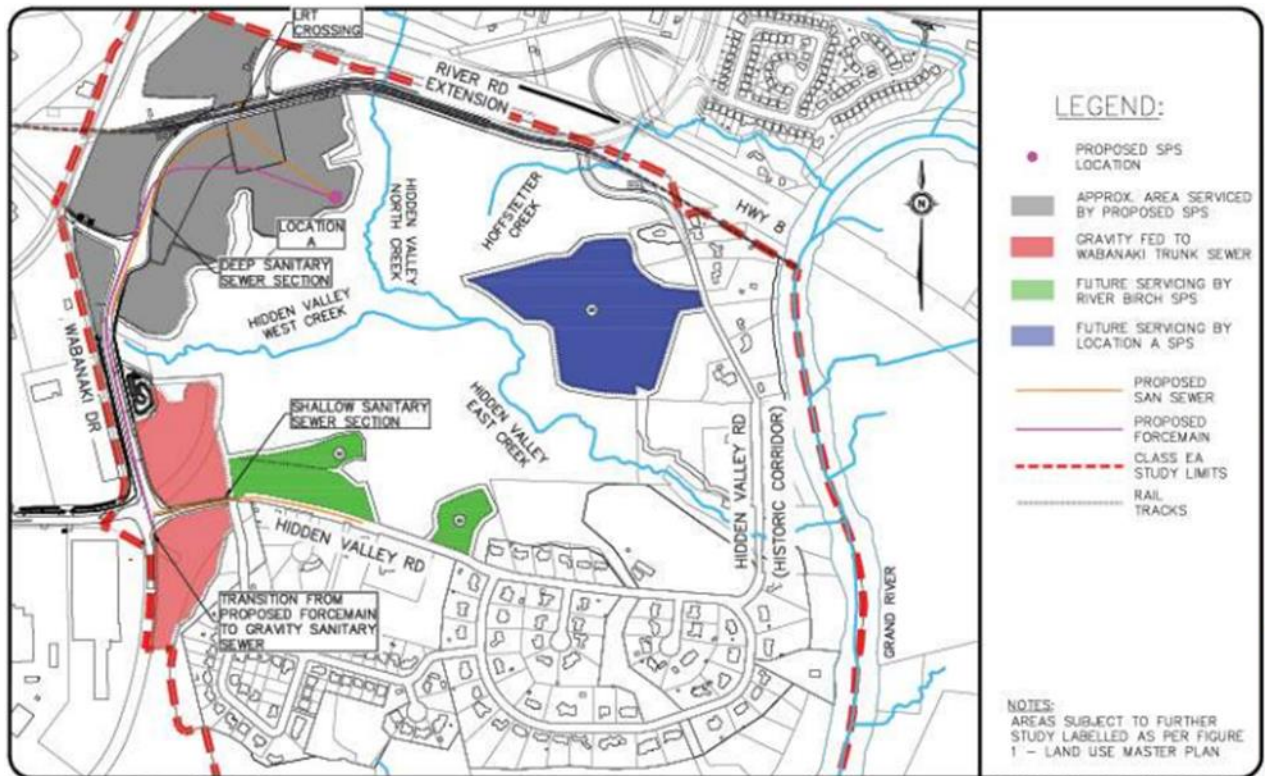 LRT
CROSSING
RIVER RD
EXTENSION
HIDDEN VALLEY
NORTH CREEK
HOFFSTETTER
CREEK
HWY 8
LOCATION
A
DEEP SANITARY
SEWER SECTION
HIDDEN VALLEY
WEST CREEK
WABANAKI DR
SHALLOW SANITARY
SEWER SECTION
HIDDEN VALLEY
EAST CREEK
HIDDEN VALLEY RD
(HISTORIC CORRIDOR)
HIDDEN VALLEY RD
GRAND RIVER
TRANSITION FROM
PROPOSED FORCEMAIN
TO GRAVITY SANITARY
SEWER
N
LEGEND:
PROPOSED SPS
LOCATION
APPROX. AREA SERVICED
BY PROPOSED SPS
GRAVITY FED TO
WABANAKI TRUNK SEWER
FUTURE SERVICING BY
RIVER BIRCH SPS
FUTURE SERVICING BY
LOCATION A SPS
PROPOSED
SAN SEWER
PROPOSED
FORCEMAIN
CLASS EA
STUDY LIMITS
RAIL
TRACKS
NOTES:
AREAS SUBJECT TO FURTHER
STUDY LABELLED AS PER FIGURE
1 - LAND USE MASTER PLAN